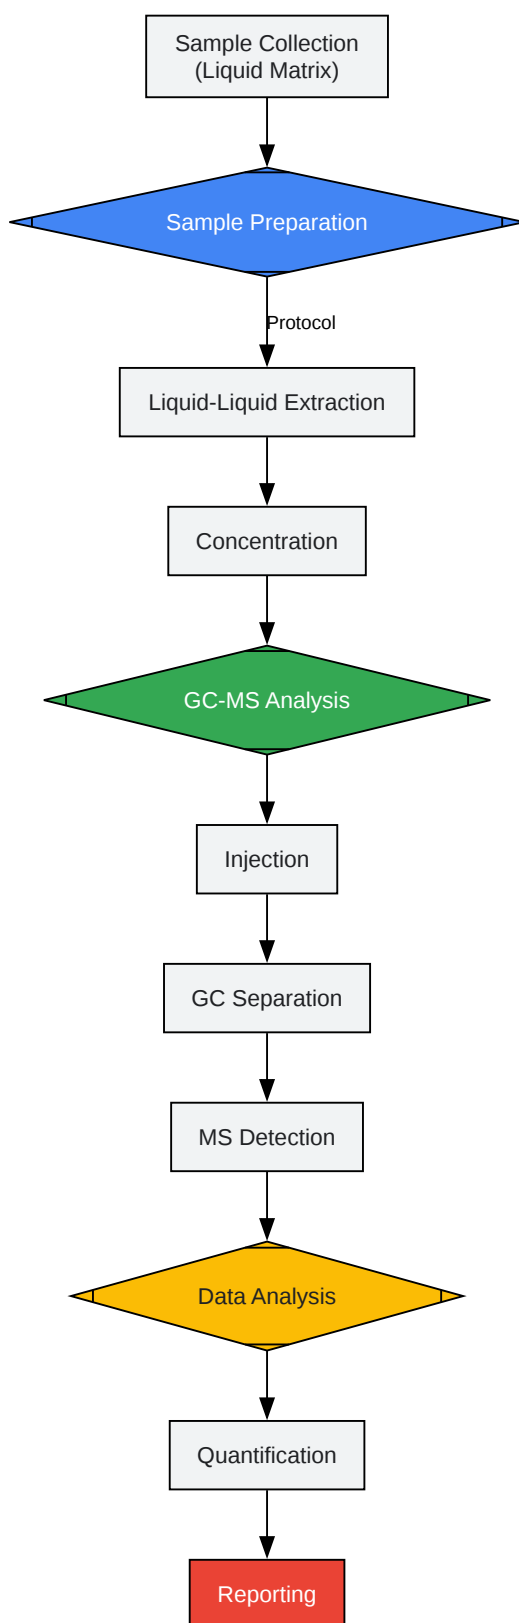 Sample Collection
(Liquid Matrix)
Sample Preparation
Protocol
Liquid-Liquid Extraction
Concentration
GC-MS Analysis
Injection
GC Separation
MS Detection
Data Analysis
Quantification
Reporting